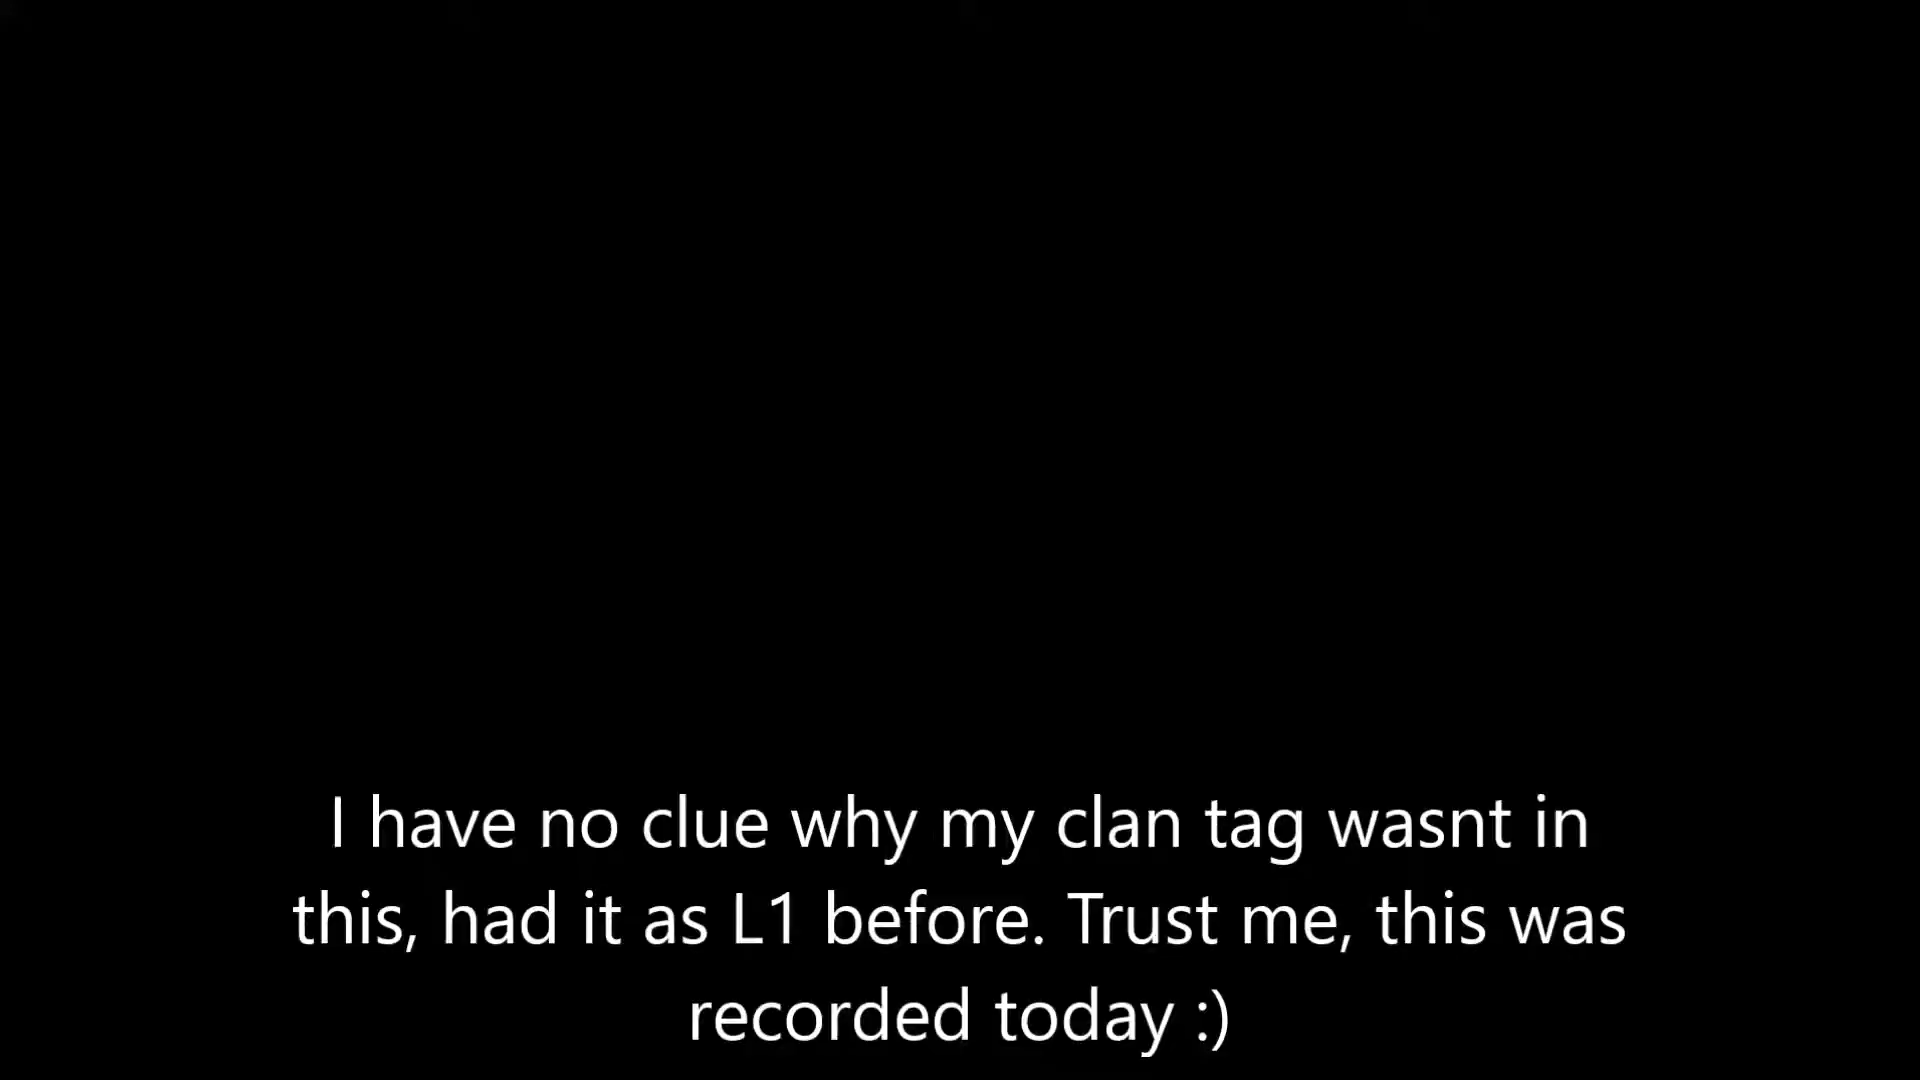 I have no clue why my clan tag wasnt in
this, had it as L1 before. Trust me, this was
recorded today :)